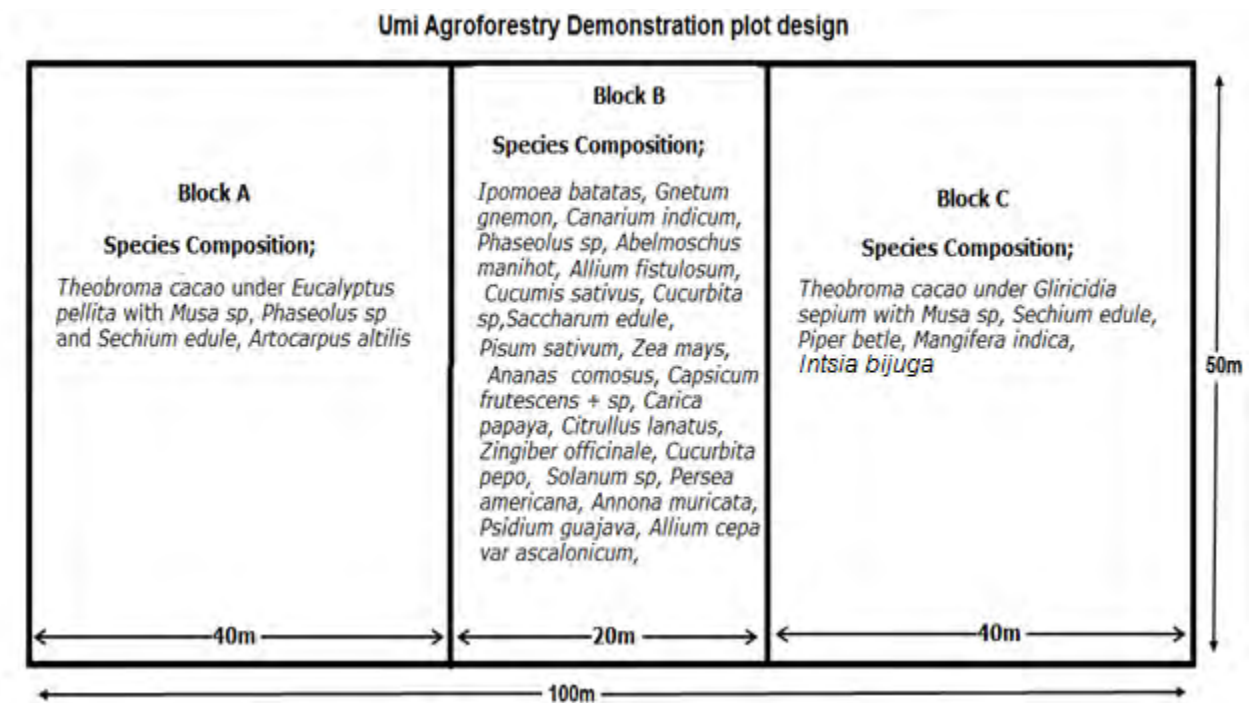 Umi Agroforestry Demonstration plot design
Block A
Species Composition;
Theobroma cacao under Eucalyptus
pellita with Musa sp, Phaseolus sp
and Sechium edule, Artocarpus altilis
40m
Block B
Species Composition;
Ipomoea batatas, Gnetum
gnemon, Canarium indicum,
Phaseolus sp, Abelmoschus
manihot, Allium fistulosum,
Cucumis sativus, Cucurbita
sp,Saccharum edule,
Pisum sativum, Zea mays,
Ananas comosus, Capsicum
frutescens + sp, Carica
papaya, Citrullus lanatus,
Zingiber officinale, Cucurbita
pepo, Solanum sp, Persea
americana, Annona muricata,
Psidium guajava, Allium cepa
var ascalonicum,
20m
Block C
Species Composition;
Theobroma cacao under Gliricidia
sepium with Musa sp, Sechium edule,
Piper betle, Mangifera indica,
Intsia bijuga
40m
50m
100m